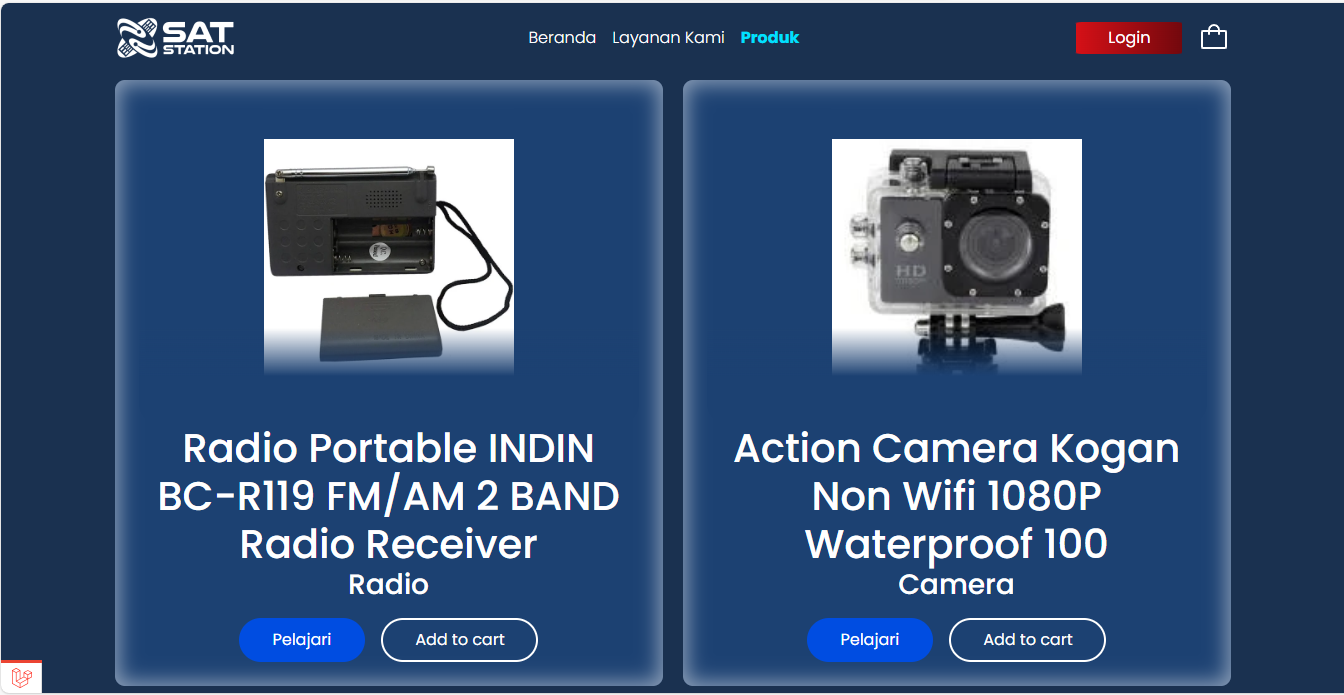 SAT
STATION
Beranda
Layanan Kami
Produk
Login
HD
Radio Portable INDIN
BC-R119 FM/AM 2 BAND
Radio Receiver
Radio
Pelajari
Add to cart
Action Camera Kogan
Non Wifi 1080P
Waterproof 100
Camera
Pelajari
Add to cart